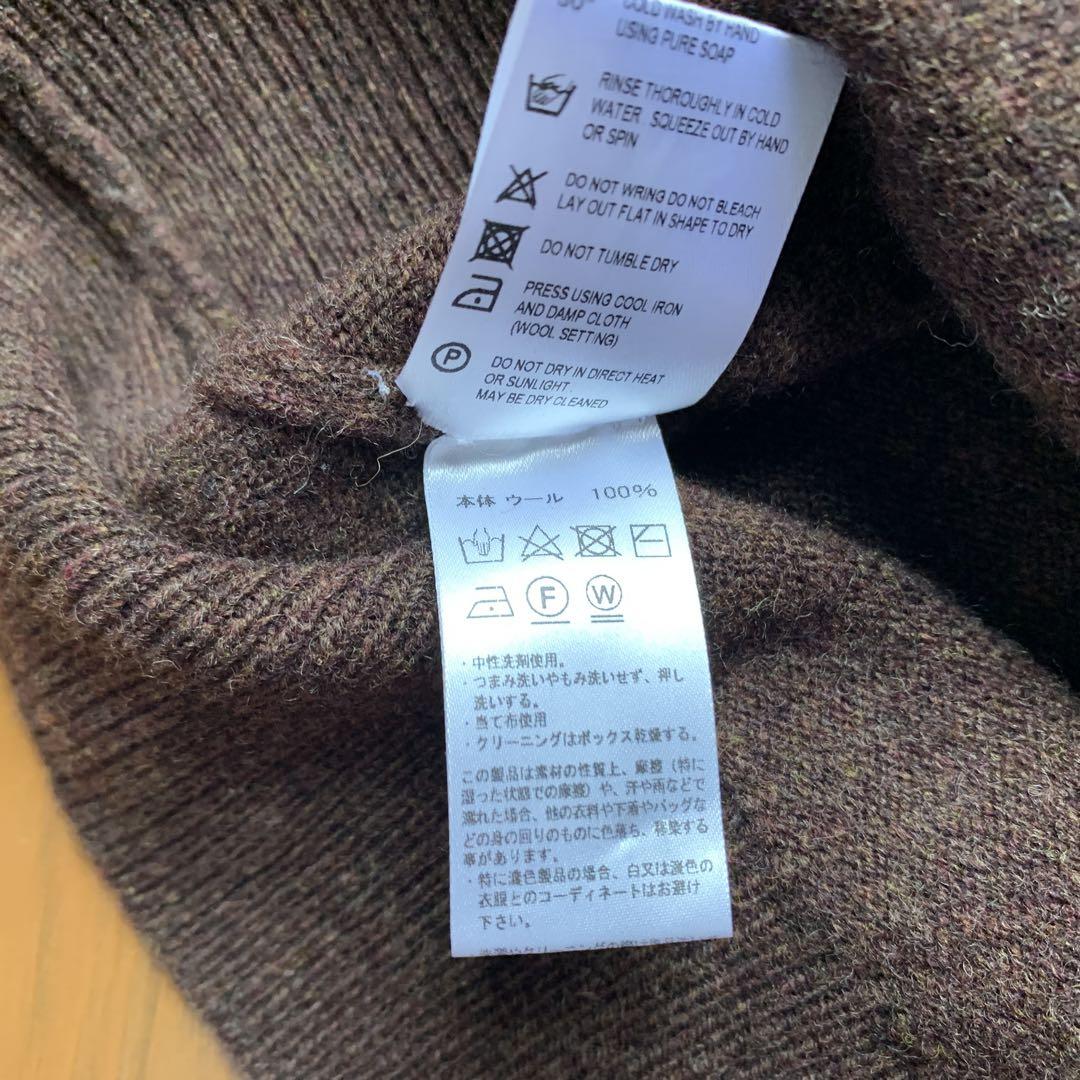 30°
COLD WASH BY HAND
USING PURE SOAP
RINSE THOROUGHLY IN COLD
WATER SQUEEZE OUT BY HAND
OR SPIN
DO NOT WRING DO NOT BLEACH
LAY OUT FLAT IN SHAPE TO DRY
DO NOT TUMBLE DRY
PRESS USING COOL IRON
AND DAMP CLOTH
(WOOL SETTING)
P
DO NOT DRY IN DIRECT HEAT
OR SUNLIGHT.
MAY BE DRY CLEANED
本体 ウール 100%
F W
・中性洗剤使用。
・つまみ洗いやもみ洗いせず、押し
洗いする。
・当て布使用
・クリーニングはボックス乾燥する。
この製品は素材の性質上、摩擦(特に
湿った状態での摩擦)や、汗や雨などで
濡れた場合、他の衣料や下着やバッグな
どの身の回りのものに色落ち、移染する
事があります。
・特に濃色製品の場合、白又は淡色の
衣服とのコーディネートはお避け
下さい。